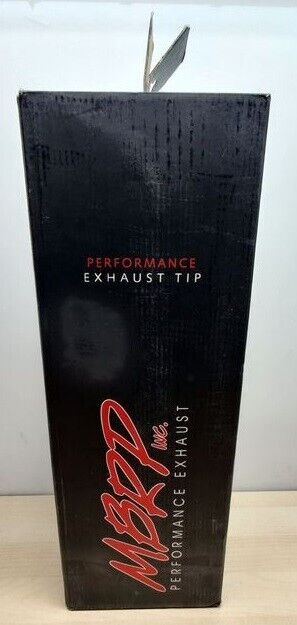 PERFORMANCE
EXHAUST TIP
MBRP INC.
PERFORMANCE EXHAUST